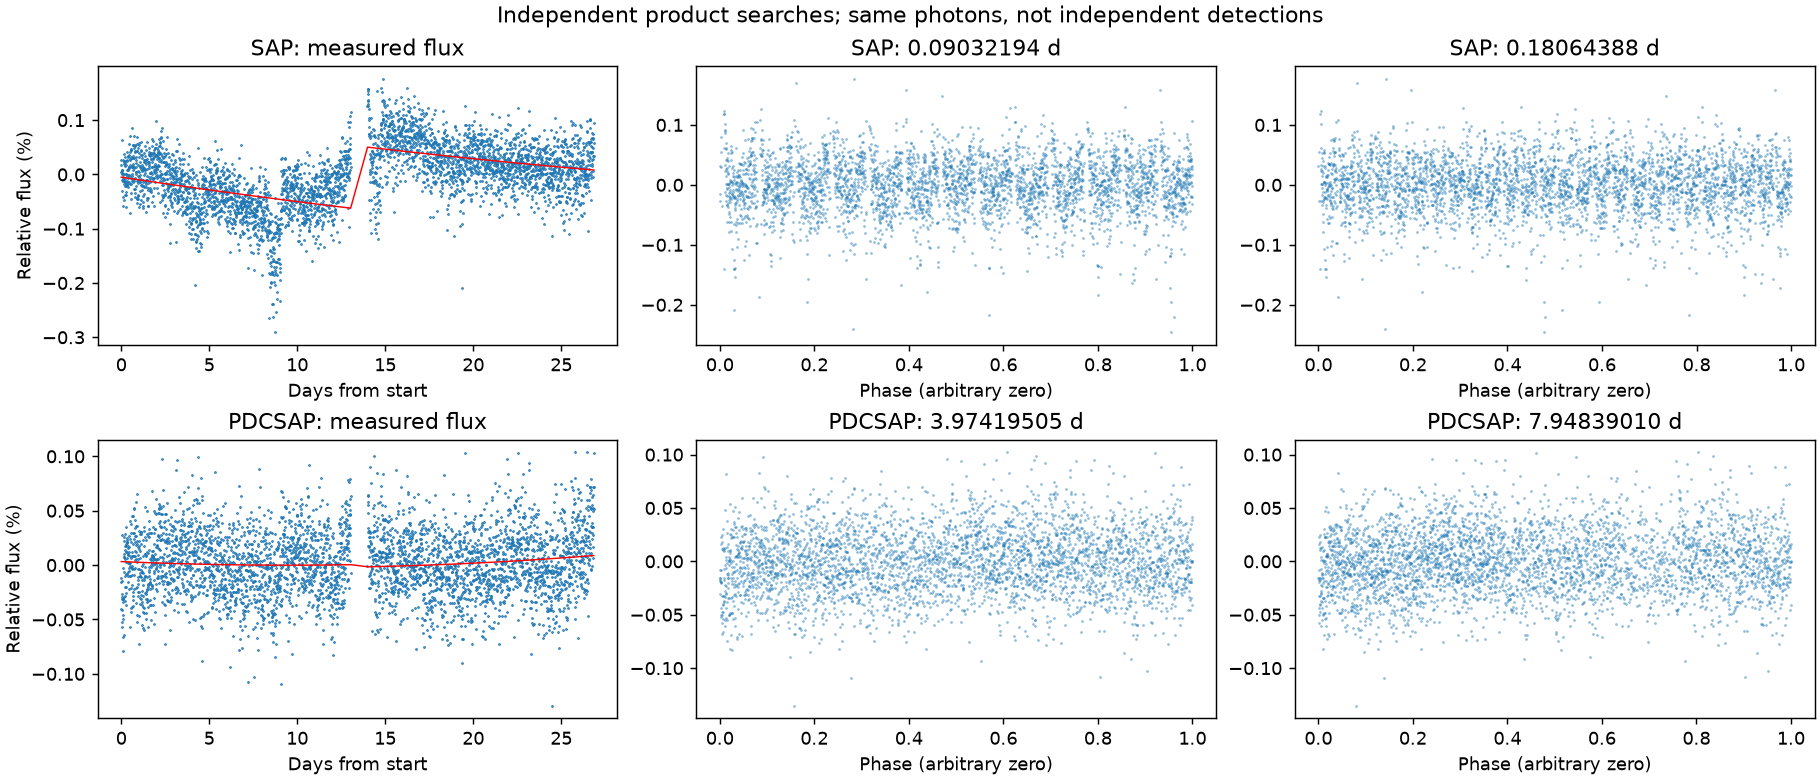 Independent product searches; same photons, not independent detections
SAP: measured flux
SAP: 0.09032194 d
SAP: 0.18064388 d
Relative flux (%)
0.1
0.0
−0.1
−0.2
−0.3
0 5 10 15 20 25
Days from start
0.1
0.0
−0.1
−0.2
0.0 0.2 0.4 0.6 0.8 1.0
Phase (arbitrary zero)
0.1
0.0
−0.1
−0.2
0.0 0.2 0.4 0.6 0.8 1.0
Phase (arbitrary zero)
PDCSAP: measured flux
PDCSAP: 3.97419505 d
PDCSAP: 7.94839010 d
Relative flux (%)
0.10
0.05
0.00
−0.05
−0.10
0 5 10 15 20 25
Days from start
0.10
0.05
0.00
−0.05
−0.10
0.0 0.2 0.4 0.6 0.8 1.0
Phase (arbitrary zero)
0.10
0.05
0.00
−0.05
−0.10
0.0 0.2 0.4 0.6 0.8 1.0
Phase (arbitrary zero)